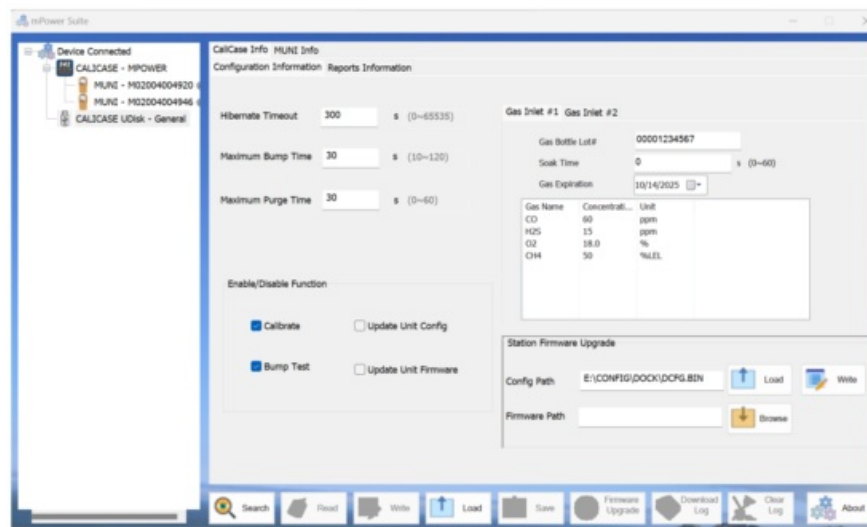 mPower Suite
Device Connected
CALICASE - MPOWER
MUNI - M02004004920
MUNI - M02004004946
CALICASE UDisk - General
CaliCase Info MUNI Info
Configuration Information Reports Information
Hibernate Timeout 300 s (0~65535)
Maximum Bump Time 30 s (10~120)
Maximum Purge Time 30 s (0~60)
Enable/Disable Function
Calibrate Update Unit Config
Bump Test Update Unit Firmware
Gas Inlet #1 Gas Inlet #2
Gas Bottle Lot# 00001234567
Soak Time 0 s (0~60)
Gas Expiration 10/14/2025
Gas Name Concentrati... Unit
CO 60 ppm
H2S 15 ppm
O2 18.0 %
CH4 50 %LEL
Station Firmware Upgrade
Config Path E:\CONFIG\DOCK\DCFG.BIN Load Write
Firmware Path Browse
Search Read Write Load Save Firmware Upgrade Download Log Clear Log About